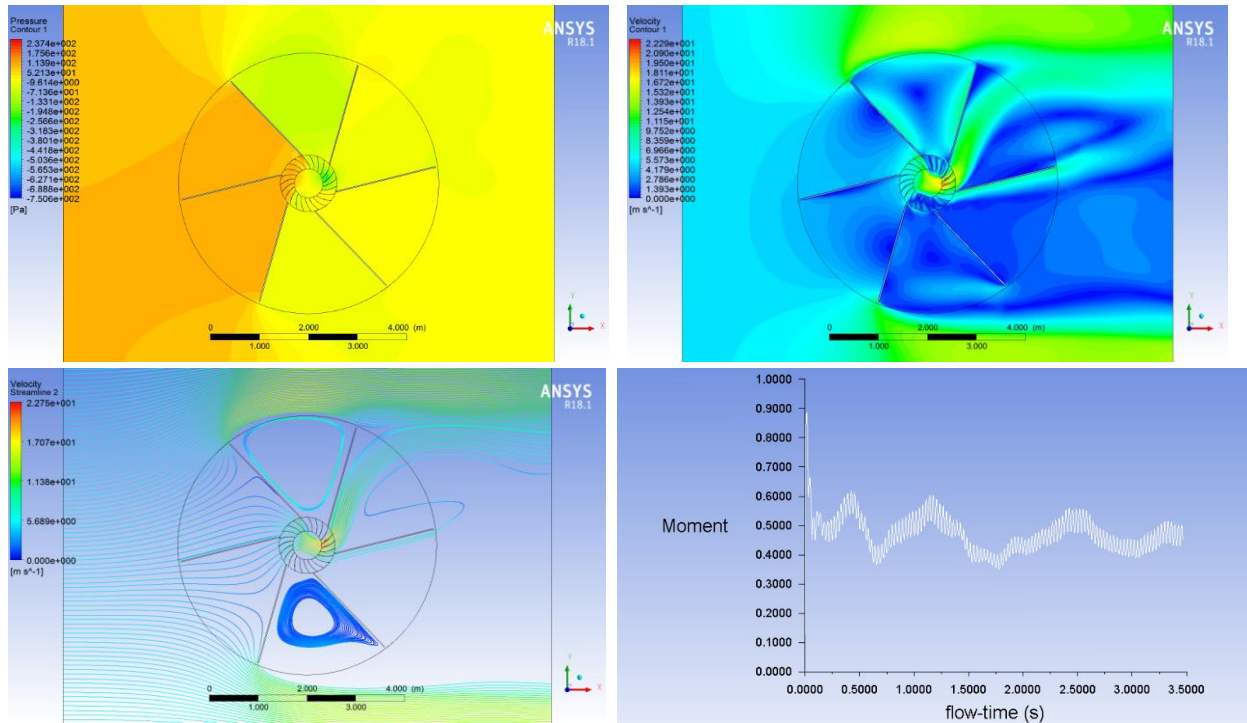 Pressure
Contour 1
2.374e+002
1.756e+002
1.139e+002
5.213e+001
-9.614e+000
-7.136e+001
-1.331e+002
-1.948e+002
-2.566e+002
-3.183e+002
-3.801e+002
-4.418e+002
-5.036e+002
-5.653e+002
-6.271e+002
-6.888e+002
-7.506e+002
[Pa]
ANSYS
R18.1
0 2.000 4.000 (m)
1.000 3.000
Y
X
Velocity
Contour 1
2.229e+001
2.090e+001
1.950e+001
1.811e+001
1.672e+001
1.532e+001
1.393e+001
1.254e+001
1.115e+001
9.752e+000
8.359e+000
6.966e+000
5.573e+000
4.179e+000
2.786e+000
1.393e+000
0.000e+000
[m s^-1]
ANSYS
R18.1
0 2.000 4.000 (m)
1.000 3.000
Y
X
Velocity
Streamline 2
2.275e+001
1.707e+001
1.138e+001
5.689e+000
0.000e+000
[m s^-1]
ANSYS
R18.1
0 2.000 4.000 (m)
1.000 3.000
Y
X
1.0000
0.9000
0.8000
0.7000
0.6000
0.5000
0.4000
0.3000
0.2000
0.1000
0.0000
Moment
0.0000 0.5000 1.0000 1.5000 2.0000 2.5000 3.0000 3.5000
flow-time (s)